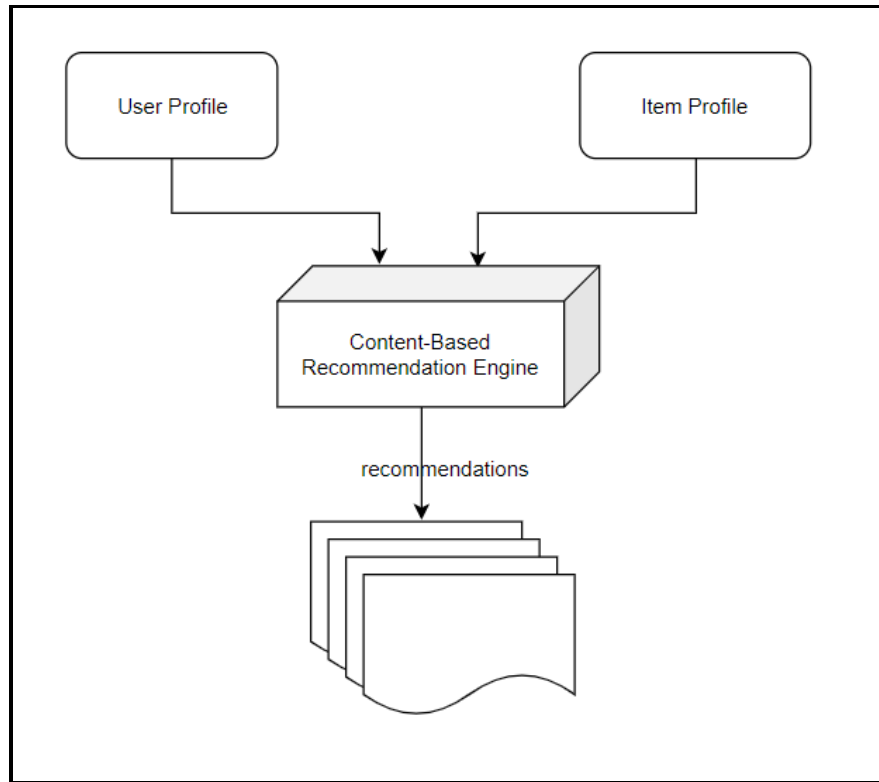 User Profile
Item Profile
Content-Based
Recommendation Engine
recommendations